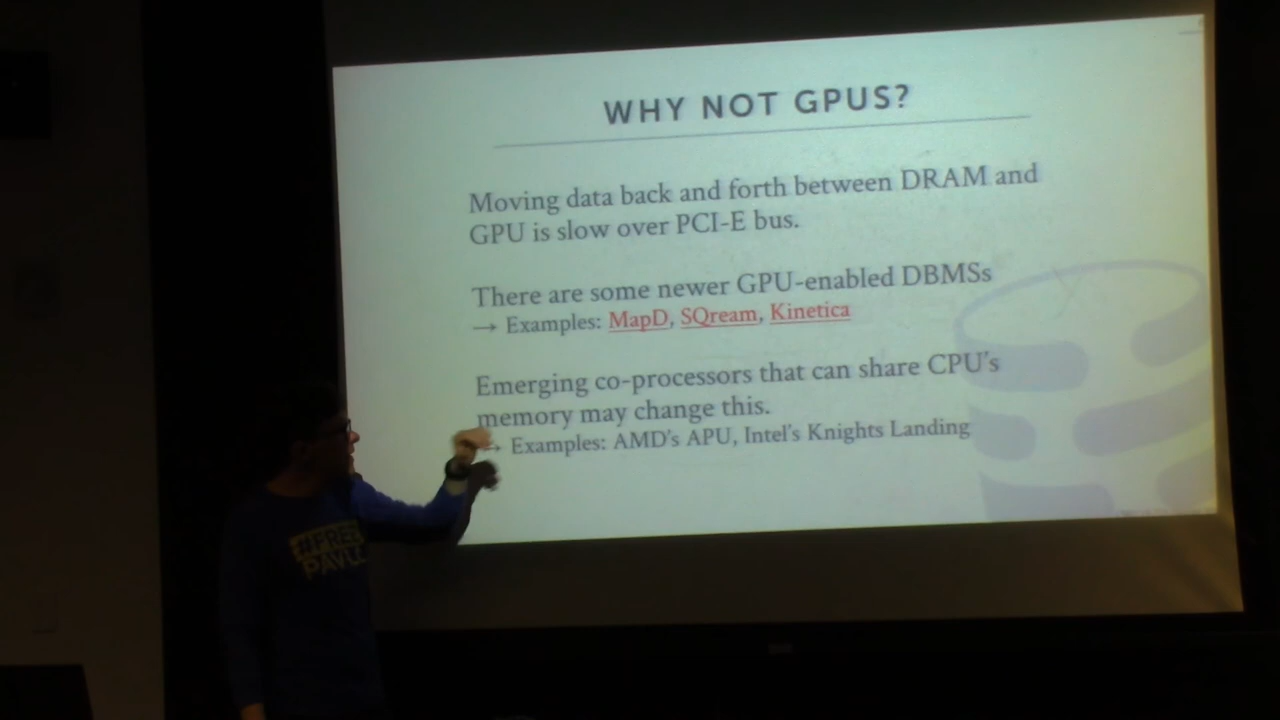 WHY NOT GPUS?
Moving data back and forth between DRAM and
GPU is slow over PCI-E bus.
There are some newer GPU-enabled DBMSs
→ Examples: MapD, SQream, Kinetica
Emerging co-processors that can share CPU's
memory may change this.
→ Examples: AMD's APU, Intel's Knights Landing
#FREE